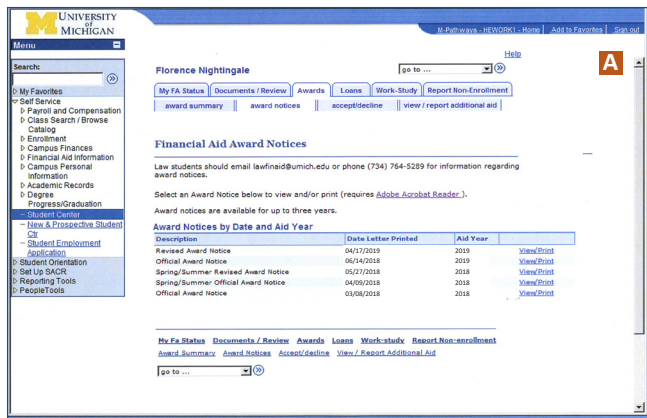 UNIVERSITY
OF
MICHIGAN
M-Pathways - HEWORK1 - Home | Add to Favorites | Sign out
Menu
Help
A
Search:
My Favorites
Self Service
Payroll and Compensation
Class Search / Browse
Catalog
Enrollment
Campus Finances
Financial Aid Information
Campus Personal
Information
Academic Records
Degree
Progress/Graduation
– Student Center
– New & Prospective Student
Ctr
– Student Employment
Application
Student Orientation
Set Up SACR
Reporting Tools
PeopleTools
Florence Nightingale
go to ...
My FA Status Documents / Review Awards Loans Work-Study Report Non-Enrollment
award summary award notices accept/decline view / report additional aid
Financial Aid Award Notices
Law students should email lawfinaid@umich.edu or phone (734) 764-5289 for information regarding
award notices.
Select an Award Notice below to view and/or print (requires Adobe Acrobat Reader ).
Award notices are available for up to three years.
Award Notices by Date and Aid Year
Description Date Letter Printed Aid Year
Revised Award Notice 04/17/2019 2019 View/Print
Official Award Notice 06/14/2018 2019 View/Print
Spring/Summer Revised Award Notice 05/27/2018 2018 View/Print
Spring/Summer Official Award Notice 04/09/2018 2018 View/Print
Official Award Notice 03/08/2018 2018 View/Print
My Fa Status Documents / Review Awards Loans Work-study Report Non-enrollment
Award Summary Award Notices Accept/decline View / Report Additional Aid
go to ...